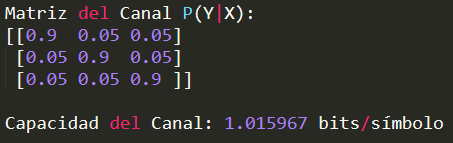 Matriz del Canal P(Y|X):
[[0.9  0.05 0.05]
 [0.05 0.9  0.05]
 [0.05 0.05 0.9 ]]
Capacidad del Canal: 1.015967 bits/símbolo